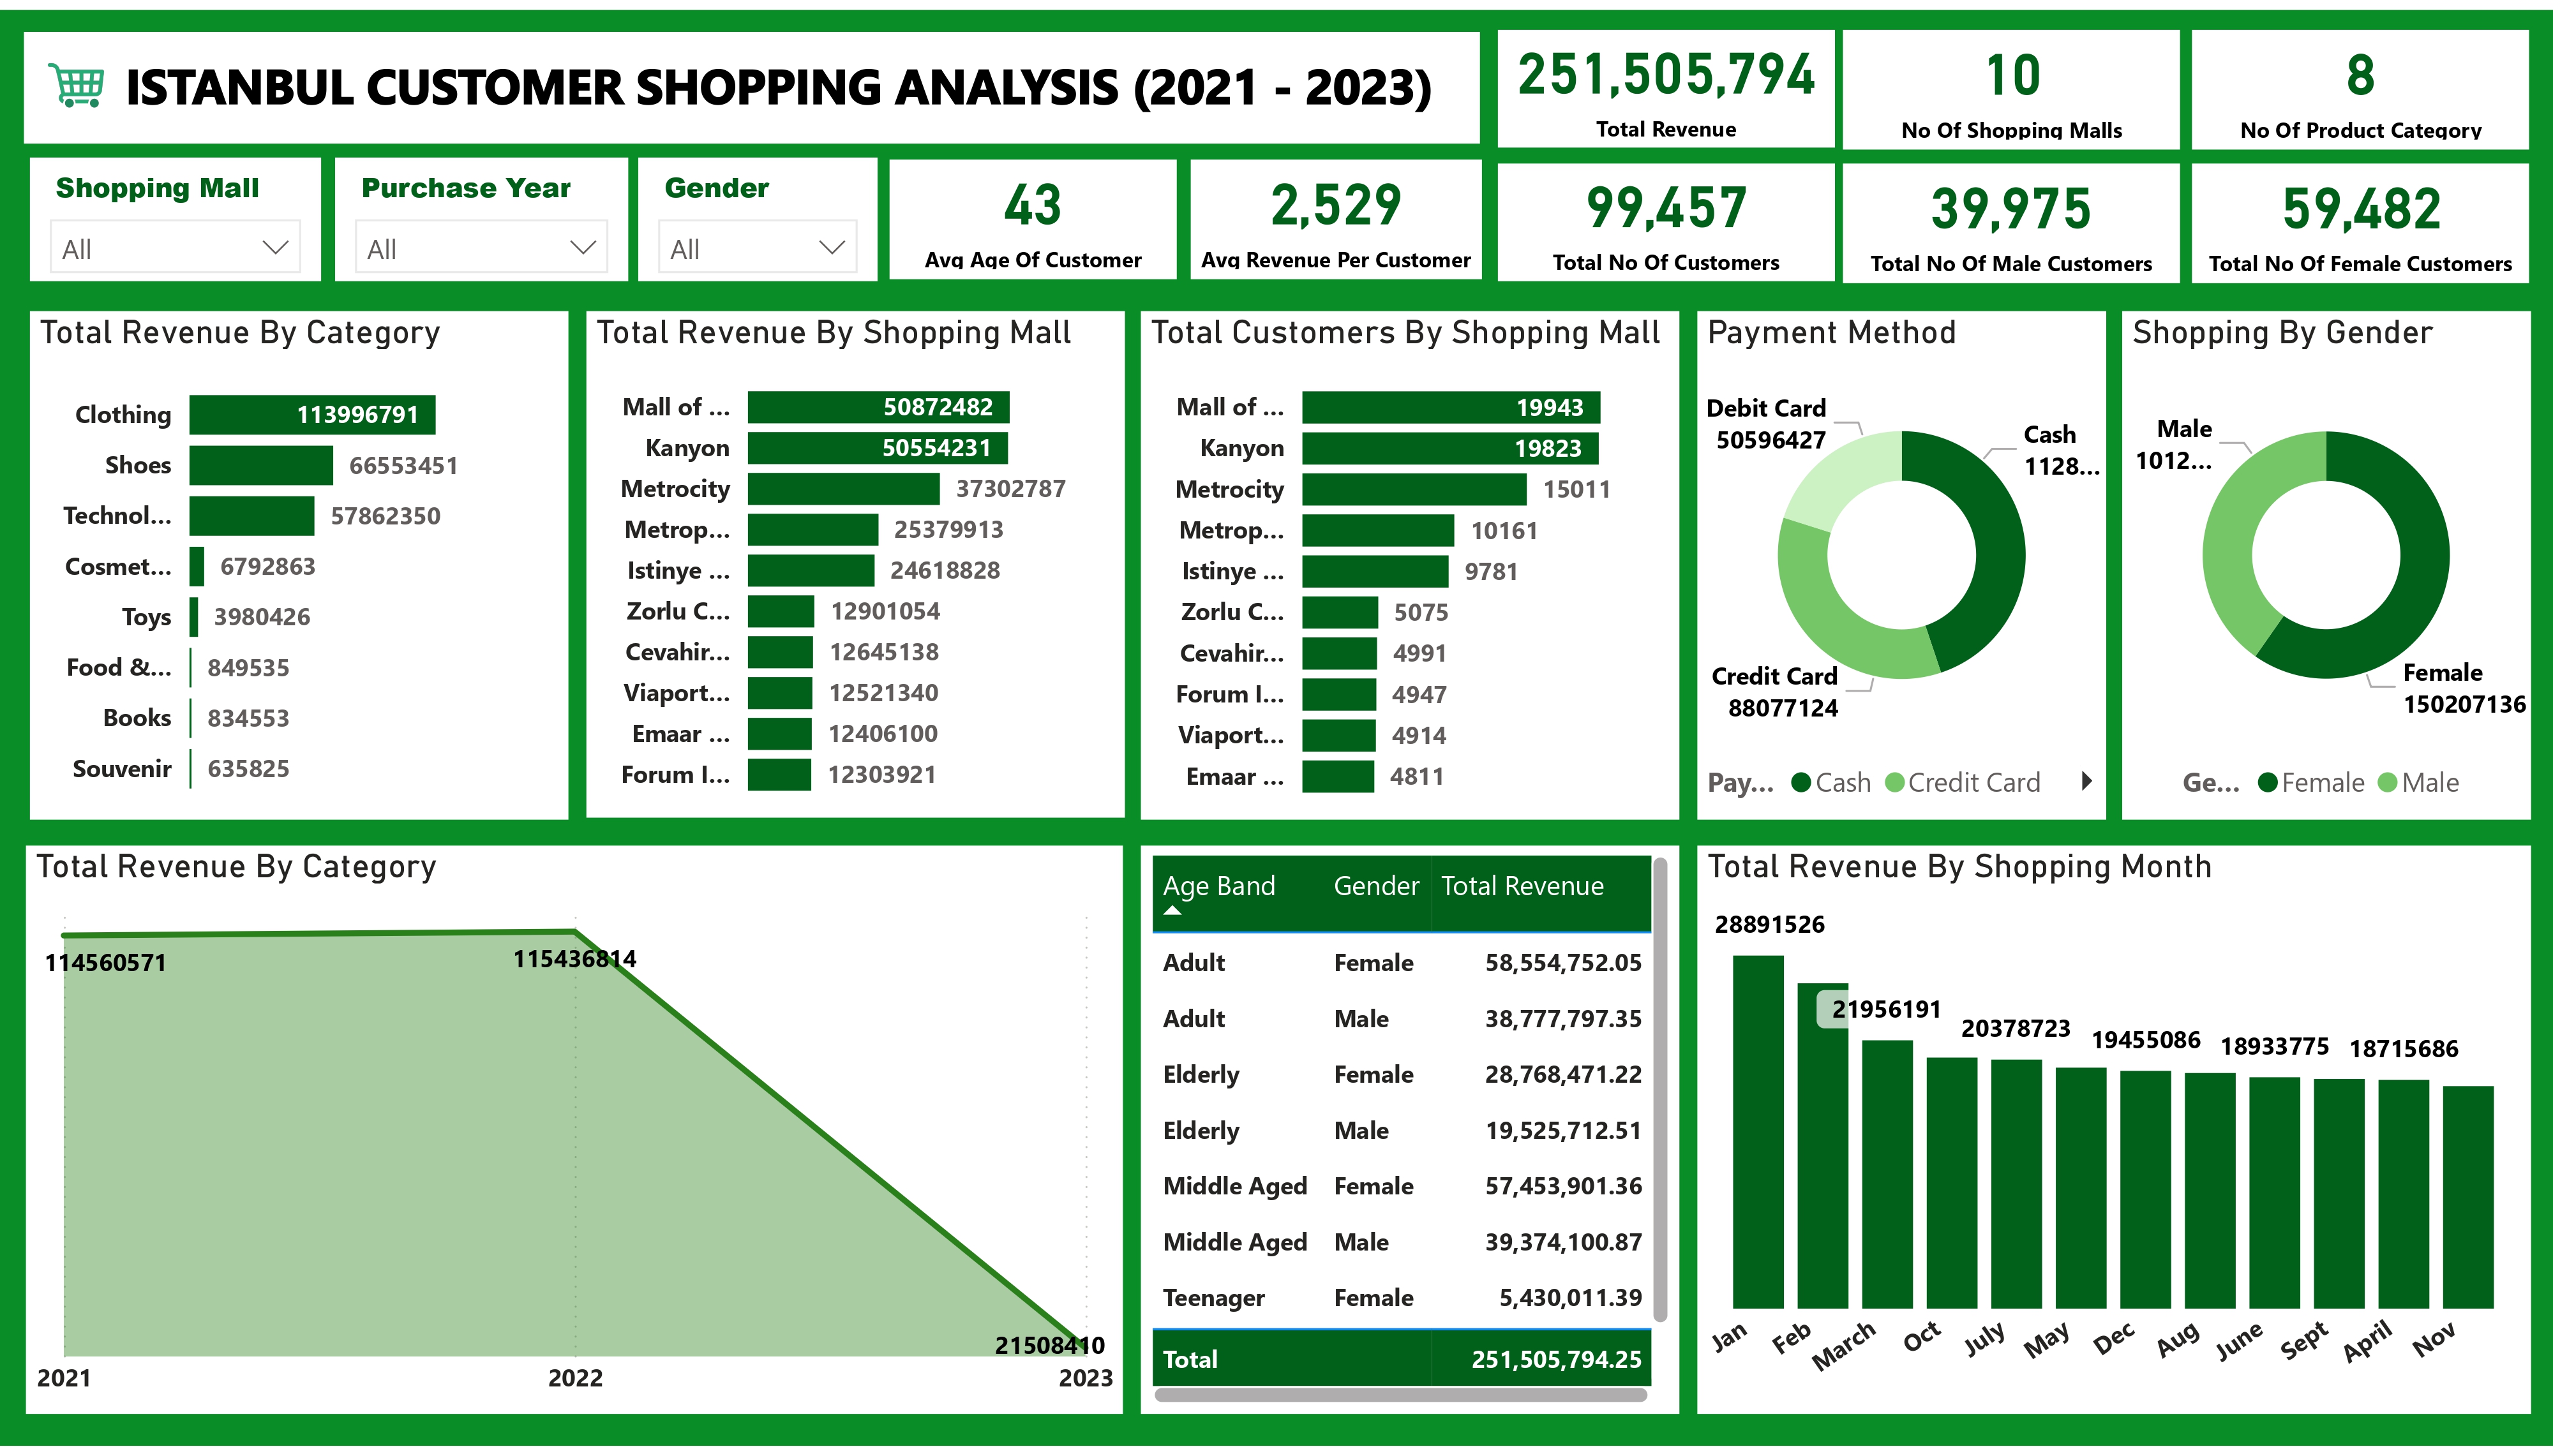 ISTANBUL CUSTOMER SHOPPING ANALYSIS (2021 - 2023)
251,505,794
Total Revenue
10
No Of Shopping Malls
8
No Of Product Category
Shopping Mall
All
Purchase Year
All
Gender
All
43
Avg Age Of Customer
2,529
Avg Revenue Per Customer
99,457
Total No Of Customers
39,975
Total No Of Male Customers
59,482
Total No Of Female Customers
Total Revenue By Category
Clothing 113996791
Shoes 66553451
Technol... 57862350
Cosmet... 6792863
Toys 3980426
Food &... 849535
Books 834553
Souvenir 635825
Total Revenue By Shopping Mall
Mall of ... 50872482
Kanyon 50554231
Metrocity 37302787
Metrop... 25379913
Istinye ... 24618828
Zorlu C... 12901054
Cevahir... 12645138
Viaport... 12521340
Emaar ... 12406100
Forum I... 12303921
Total Customers By Shopping Mall
Mall of ... 19943
Kanyon 19823
Metrocity 15011
Metrop... 10161
Istinye ... 9781
Zorlu C... 5075
Cevahir... 4991
Forum I... 4947
Viaport... 4914
Emaar ... 4811
Payment Method
Debit Card
50596427
Cash
1128...
Credit Card
88077124
Pay... Cash Credit Card
Shopping By Gender
Male
1012...
Female
150207136
Ge... Female Male
Total Revenue By Category
114560571
115436814
21508410
2021 2022 2023
Age Band Gender Total Revenue
Adult Female 58,554,752.05
Adult Male 38,777,797.35
Elderly Female 28,768,471.22
Elderly Male 19,525,712.51
Middle Aged Female 57,453,901.36
Middle Aged Male 39,374,100.87
Teenager Female 5,430,011.39
Total 251,505,794.25
Total Revenue By Shopping Month
28891526
21956191
20378723
19455086
18933775
18715686
Jan Feb March Oct July May Dec Aug June Sept April Nov